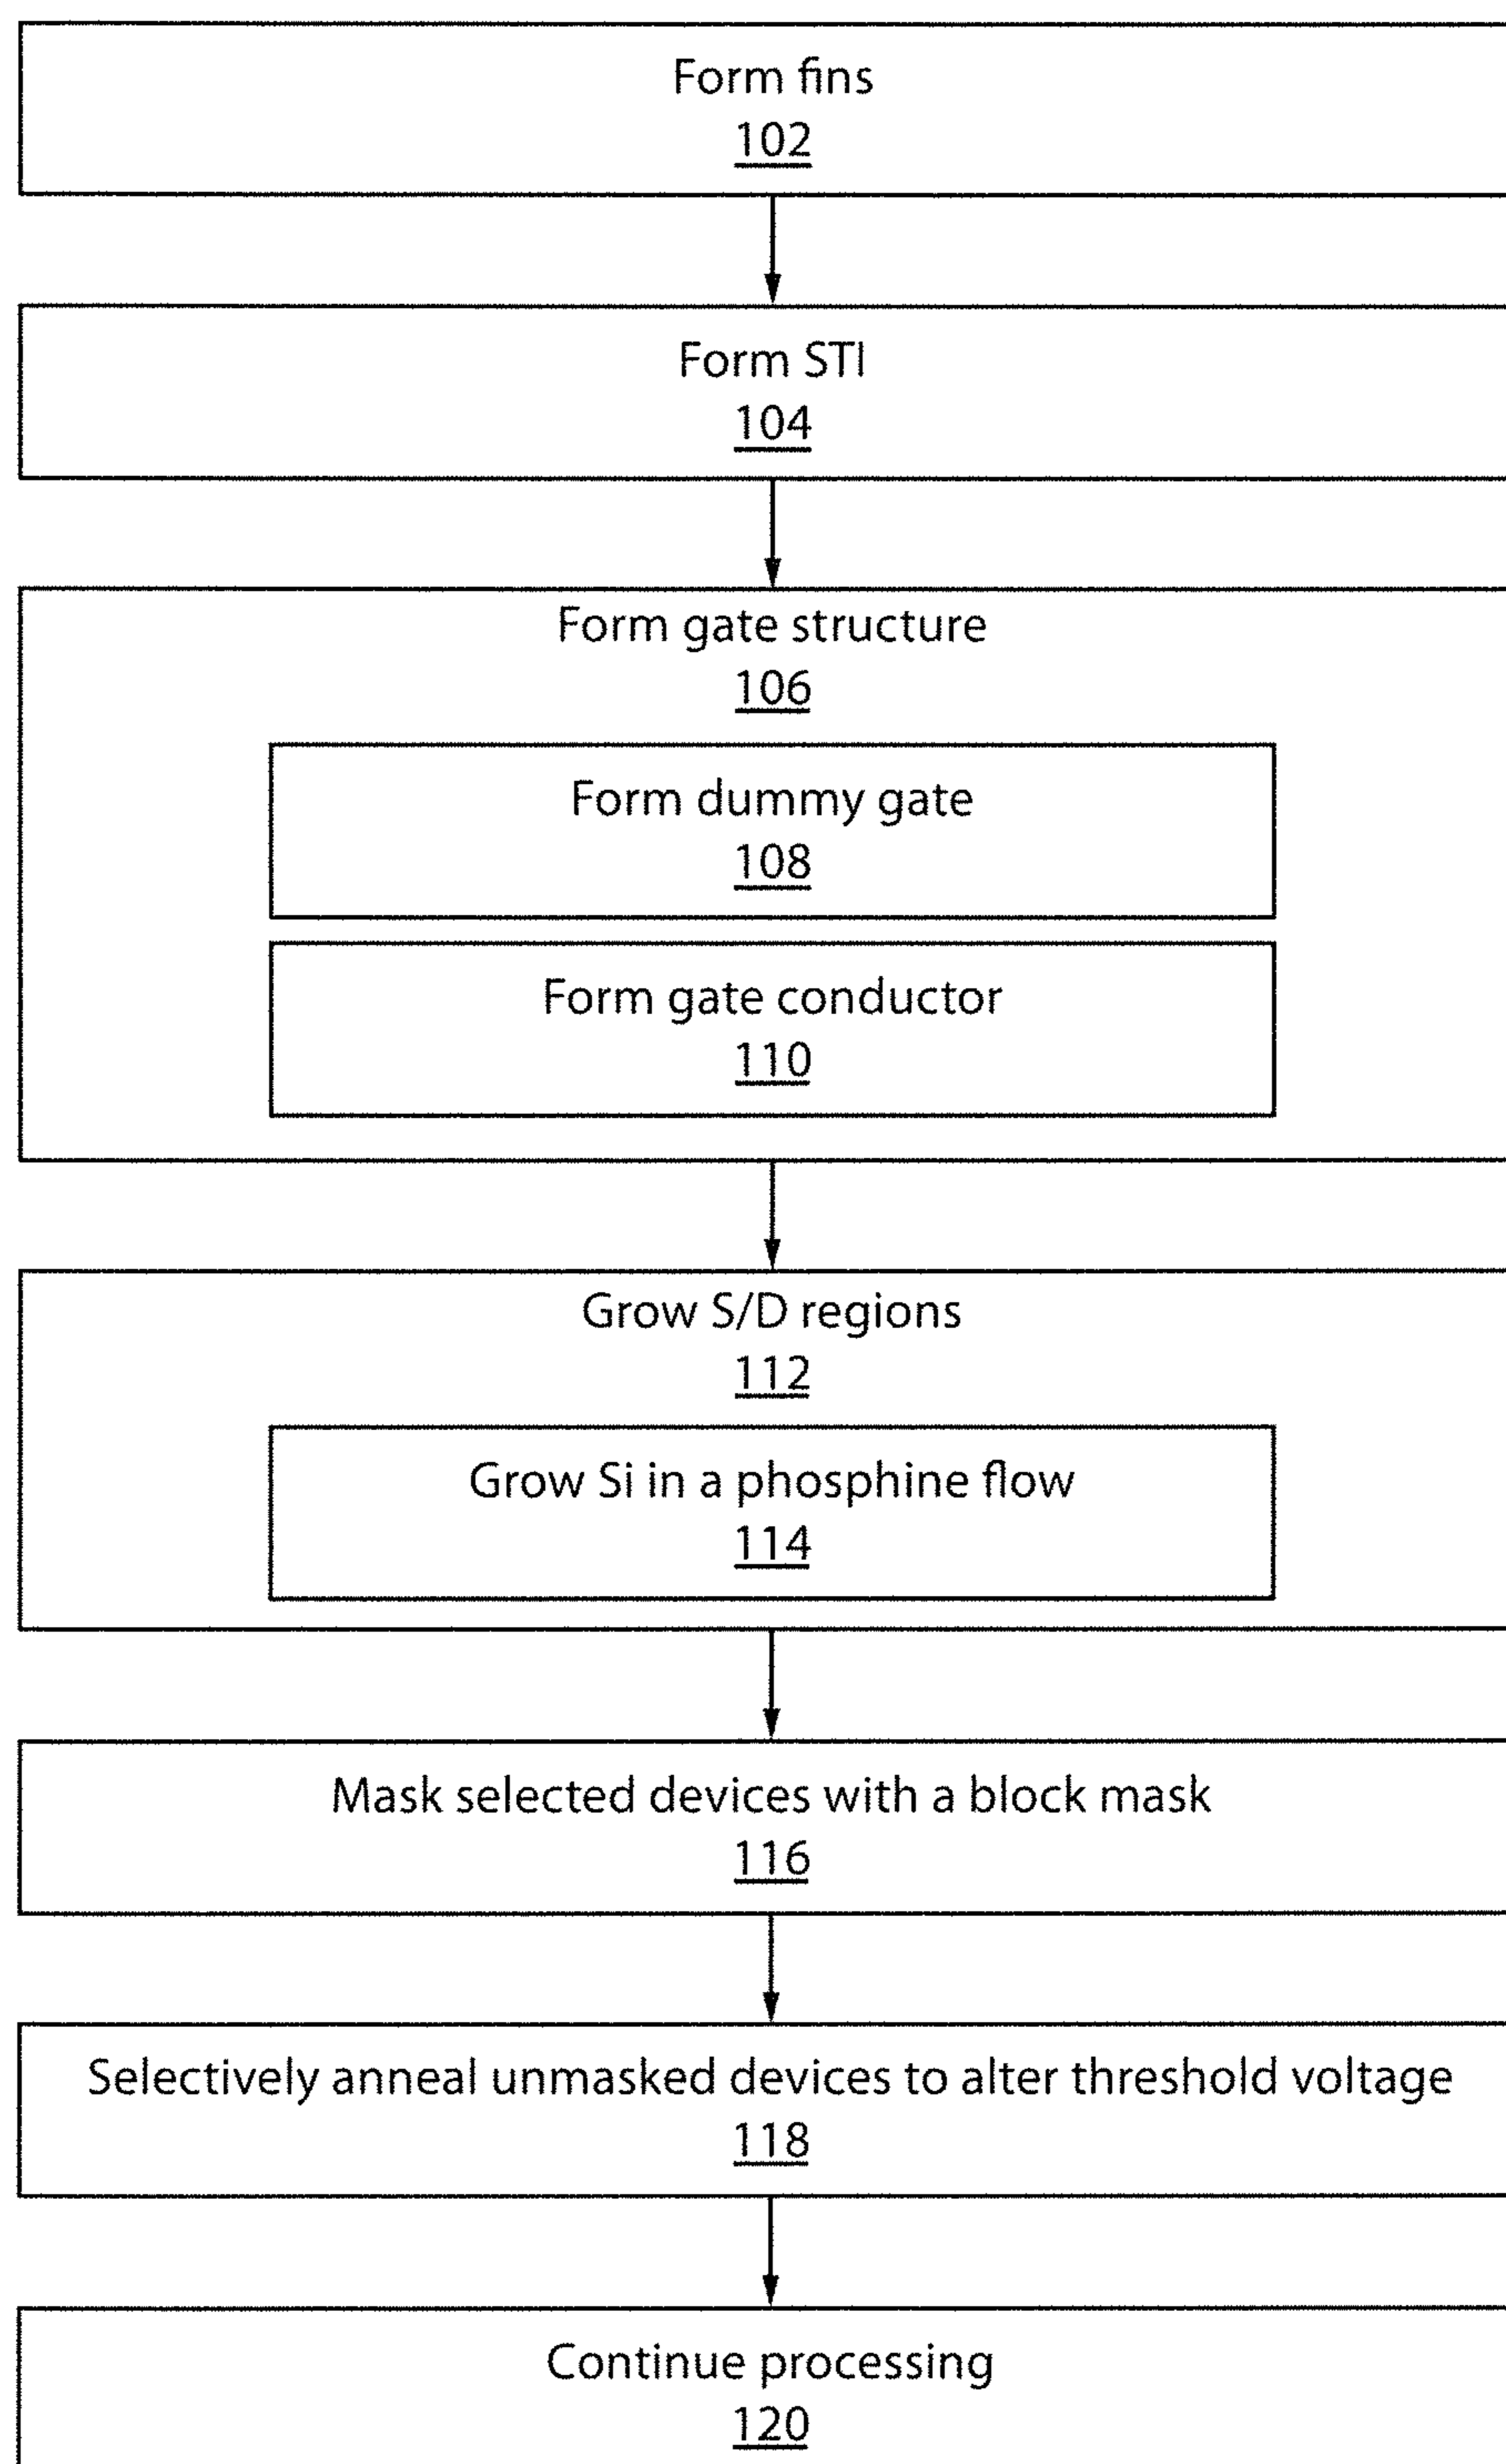 Form fins
102
Form STI
104
Form gate structure
106
Form dummy gate
108
Form gate conductor
110
Grow S/D regions
112
Grow Si in a phosphine flow
114
Mask selected devices with a block mask
116
Selectively anneal unmasked devices to alter threshold voltage
118
Continue processing
120